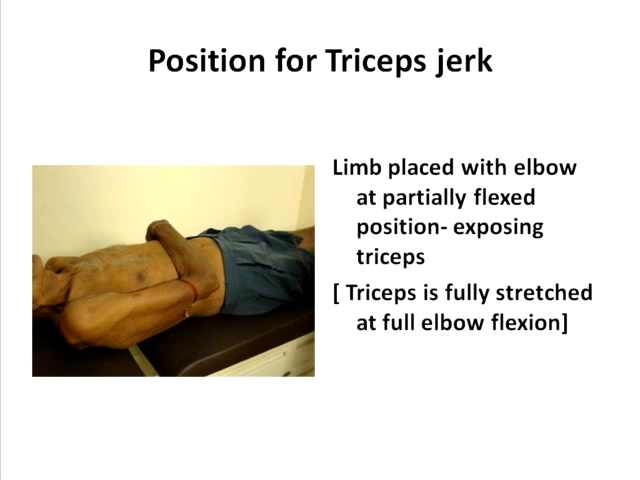 Position for Triceps jerk
Limb placed with elbow
at partially flexed
position- exposing
triceps
[ Triceps is fully stretched
at full elbow flexion]